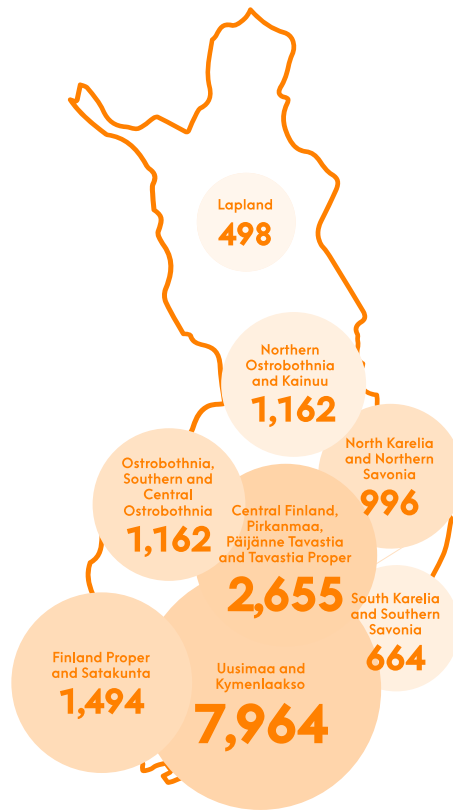 Lapland
498
Northern
Ostrobothnia
and Kainuu
1,162
North Karelia
and Northern
Savonia
996
Ostrobothnia,
Southern and
Central
Ostrobothnia
1,162
Central Finland,
Pirkanmaa,
Päijänne Tavastia
and Tavastia Proper
2,655
South Karelia
and Southern
Savonia
664
Finland Proper
and Satakunta
1,494
Uusimaa and
Kymenlaakso
7,964